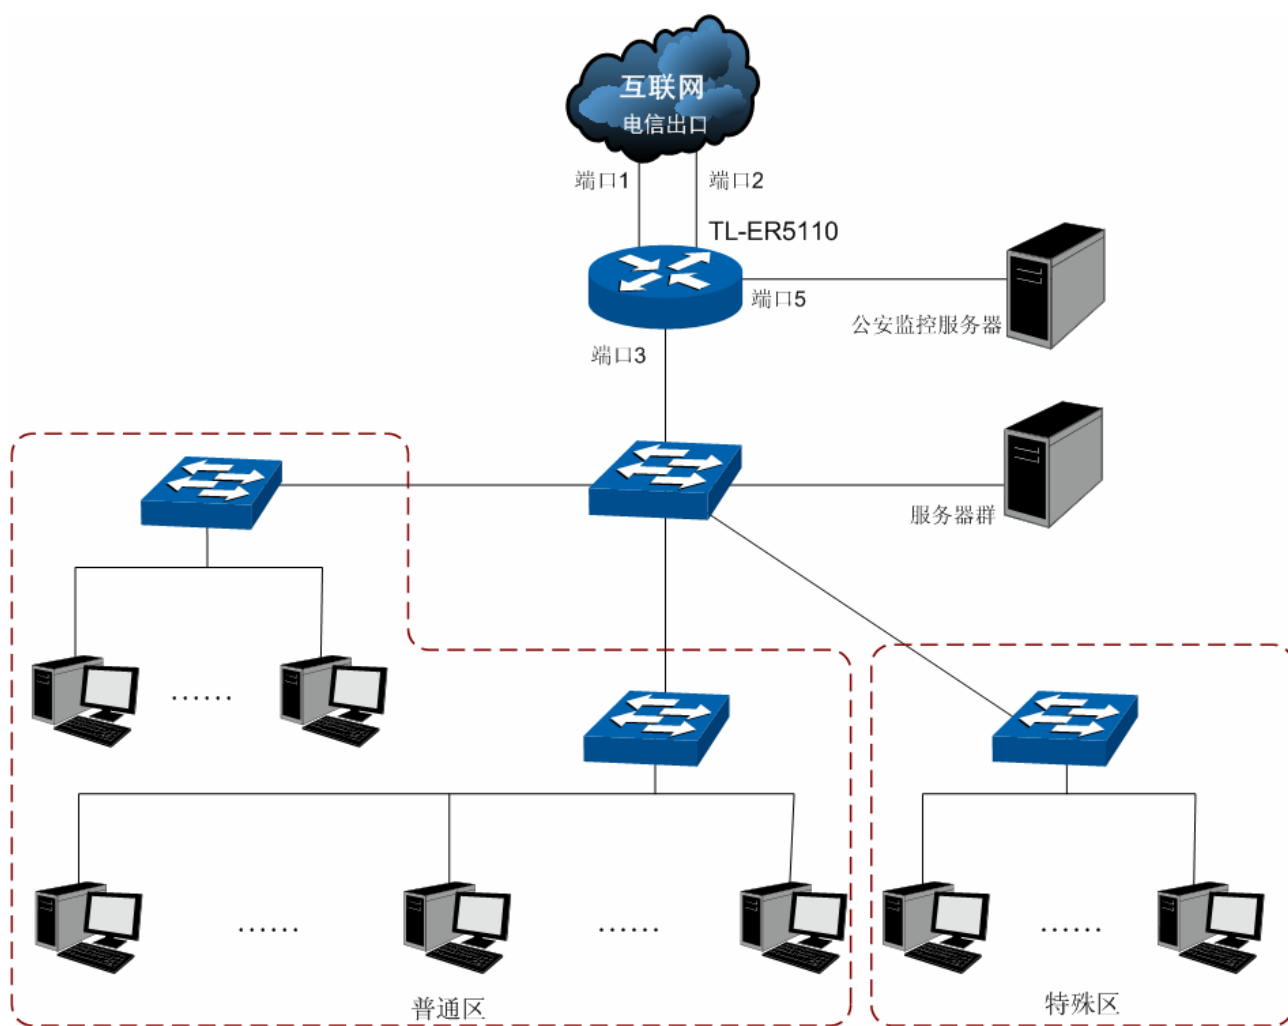 互联网
电信出口
端口1
端口2
TL-ER5110
端口5
公安监控服务器
端口3
服务器群
......
......
......
......
普通区
特殊区